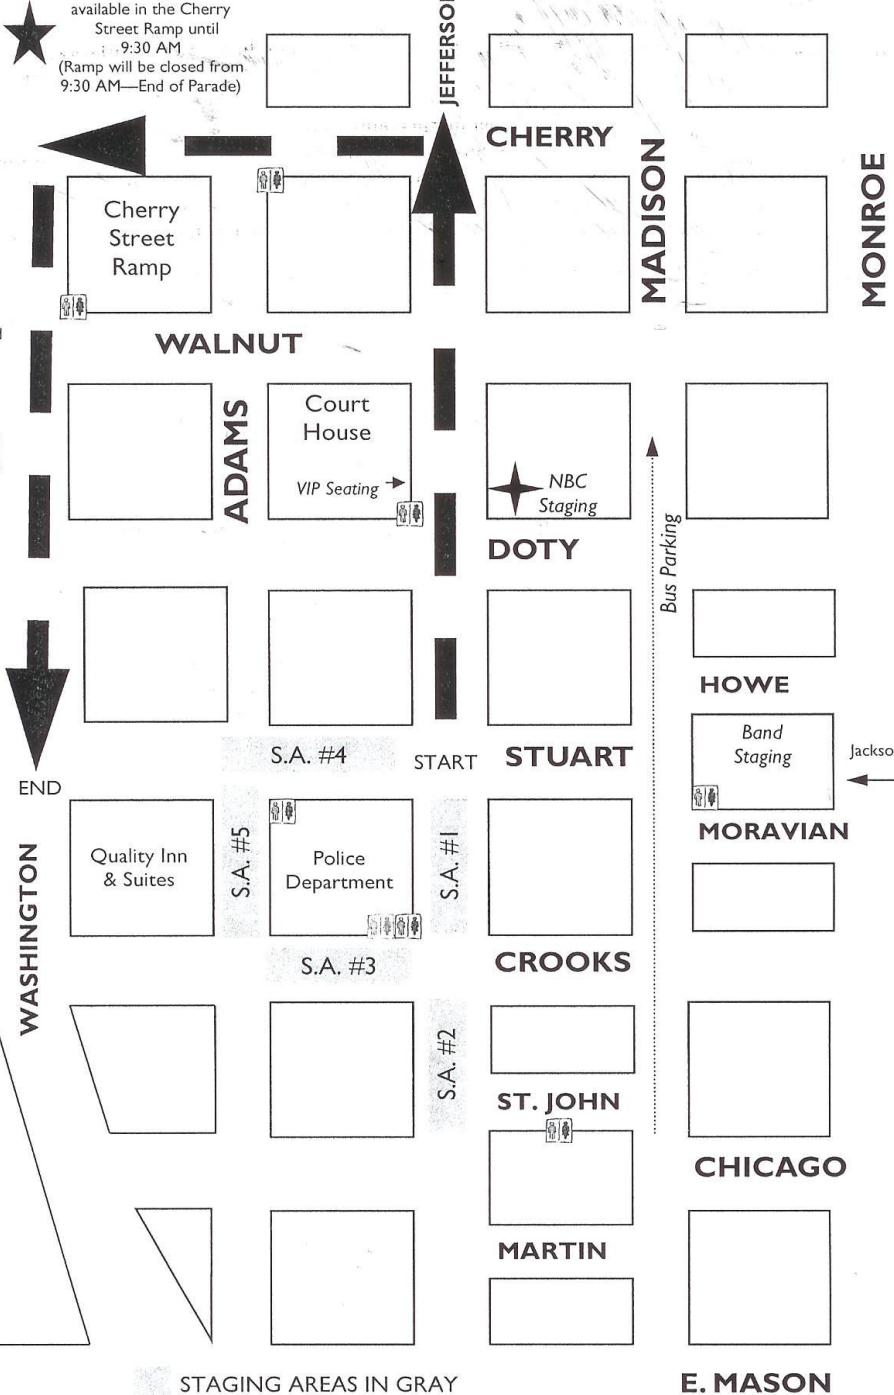 available in the Cherry
Street Ramp until
9:30 AM
(Ramp will be closed from
9:30 AM—End of Parade)
JEFFERSON
CHERRY
MADISON
MONROE
Cherry
Street
Ramp
WALNUT
ADAMS
Court
House
VIP Seating
NBC
Staging
DOTY
Bus Parking
HOWE
Band
Staging
Jackso
S.A. #4
START
STUART
END
MORAVIAN
Quality Inn
& Suites
S.A. #5
Police
Department
S.A. #1
WASHINGTON
S.A. #3
CROOKS
S.A. #2
ST. JOHN
CHICAGO
MARTIN
STAGING AREAS IN GRAY
E. MASON